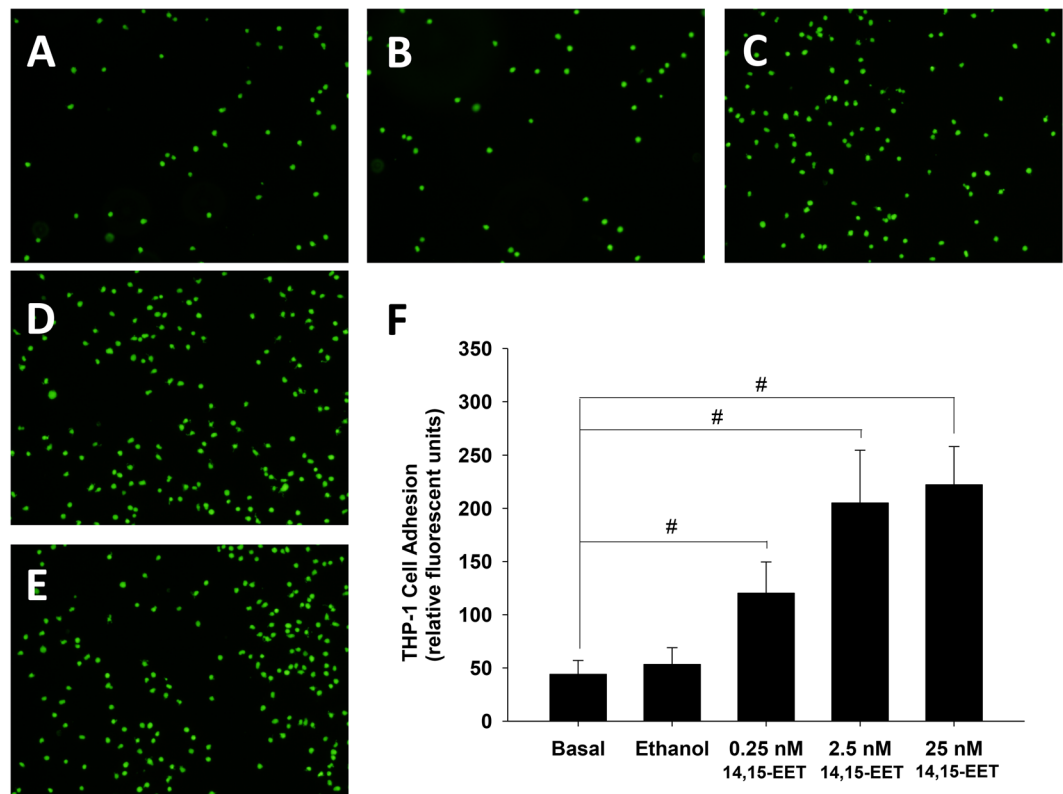 A
B
C
D
E
F
THP-1 Cell Adhesion
(relative fluorescent units)
350
300
250
200
150
100
50
0
#
#
#
Basal
Ethanol
0.25 nM
14,15-EET
2.5 nM
14,15-EET
25 nM
14,15-EET